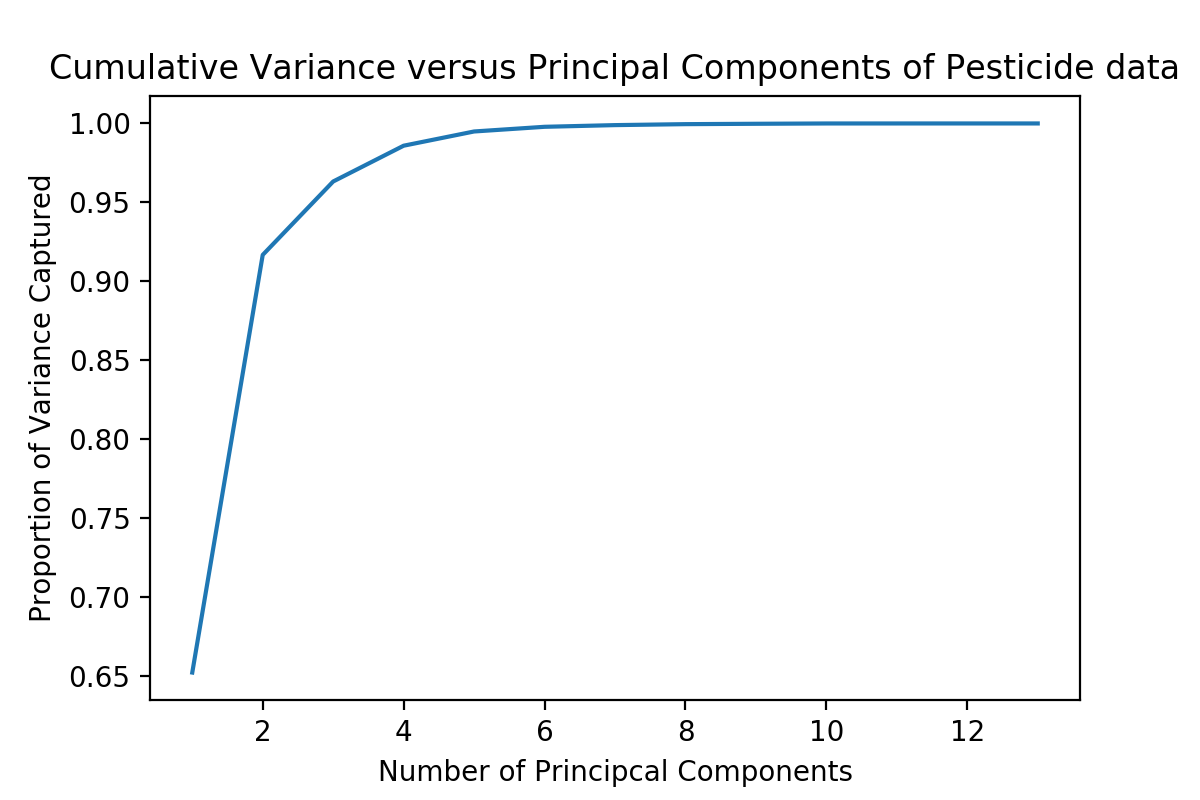 Cumulative Variance versus Principal Components of Pesticide data
Proportion of Variance Captured
1.00
0.95
0.90
0.85
0.80
0.75
0.70
0.65
2 4 6 8 10 12
Number of Principcal Components